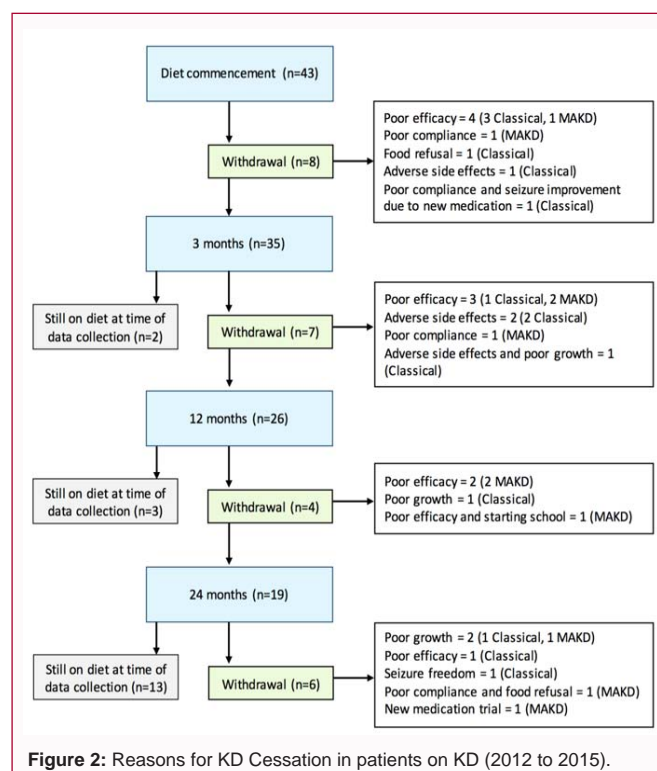 Diet commencement (n=43)
Withdrawal (n=8)
Poor efficacy = 4 (3 Classical, 1 MAKD)
Poor compliance = 1 (MAKD)
Food refusal = 1 (Classical)
Adverse side effects = 1 (Classical)
Poor compliance and seizure improvement
due to new medication = 1 (Classical)
3 months (n=35)
Still on diet at time of
data collection (n=2)
Withdrawal (n=7)
Poor efficacy = 3 (1 Classical, 2 MAKD)
Adverse side effects = 2 (2 Classical)
Poor compliance = 1 (MAKD)
Adverse side effects and poor growth = 1
(Classical)
12 months (n=26)
Still on diet at time of
data collection (n=3)
Withdrawal (n=4)
Poor efficacy = 2 (2 MAKD)
Poor growth = 1 (Classical)
Poor efficacy and starting school = 1 (MAKD)
24 months (n=19)
Still on diet at time of
data collection (n=13)
Withdrawal (n=6)
Poor growth = 2 (1 Classical, 1 MAKD)
Poor efficacy = 1 (Classical)
Seizure freedom = 1 (Classical)
Poor compliance and food refusal = 1 (MAKD)
New medication trial = 1 (MAKD)
Figure 2: Reasons for KD Cessation in patients on KD (2012 to 2015).